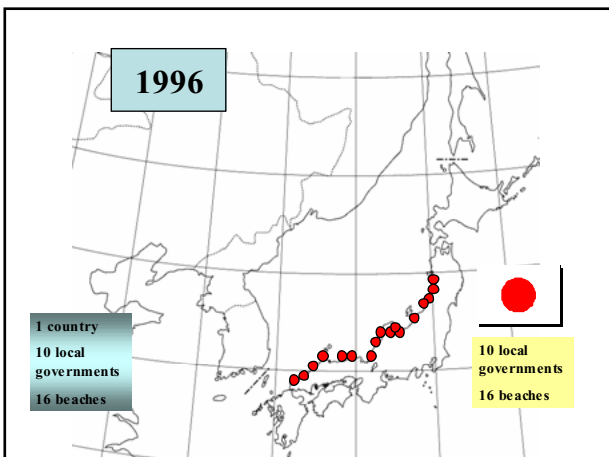 1996
1 country
10 local
governments
16 beaches
10 local
governments
16 beaches